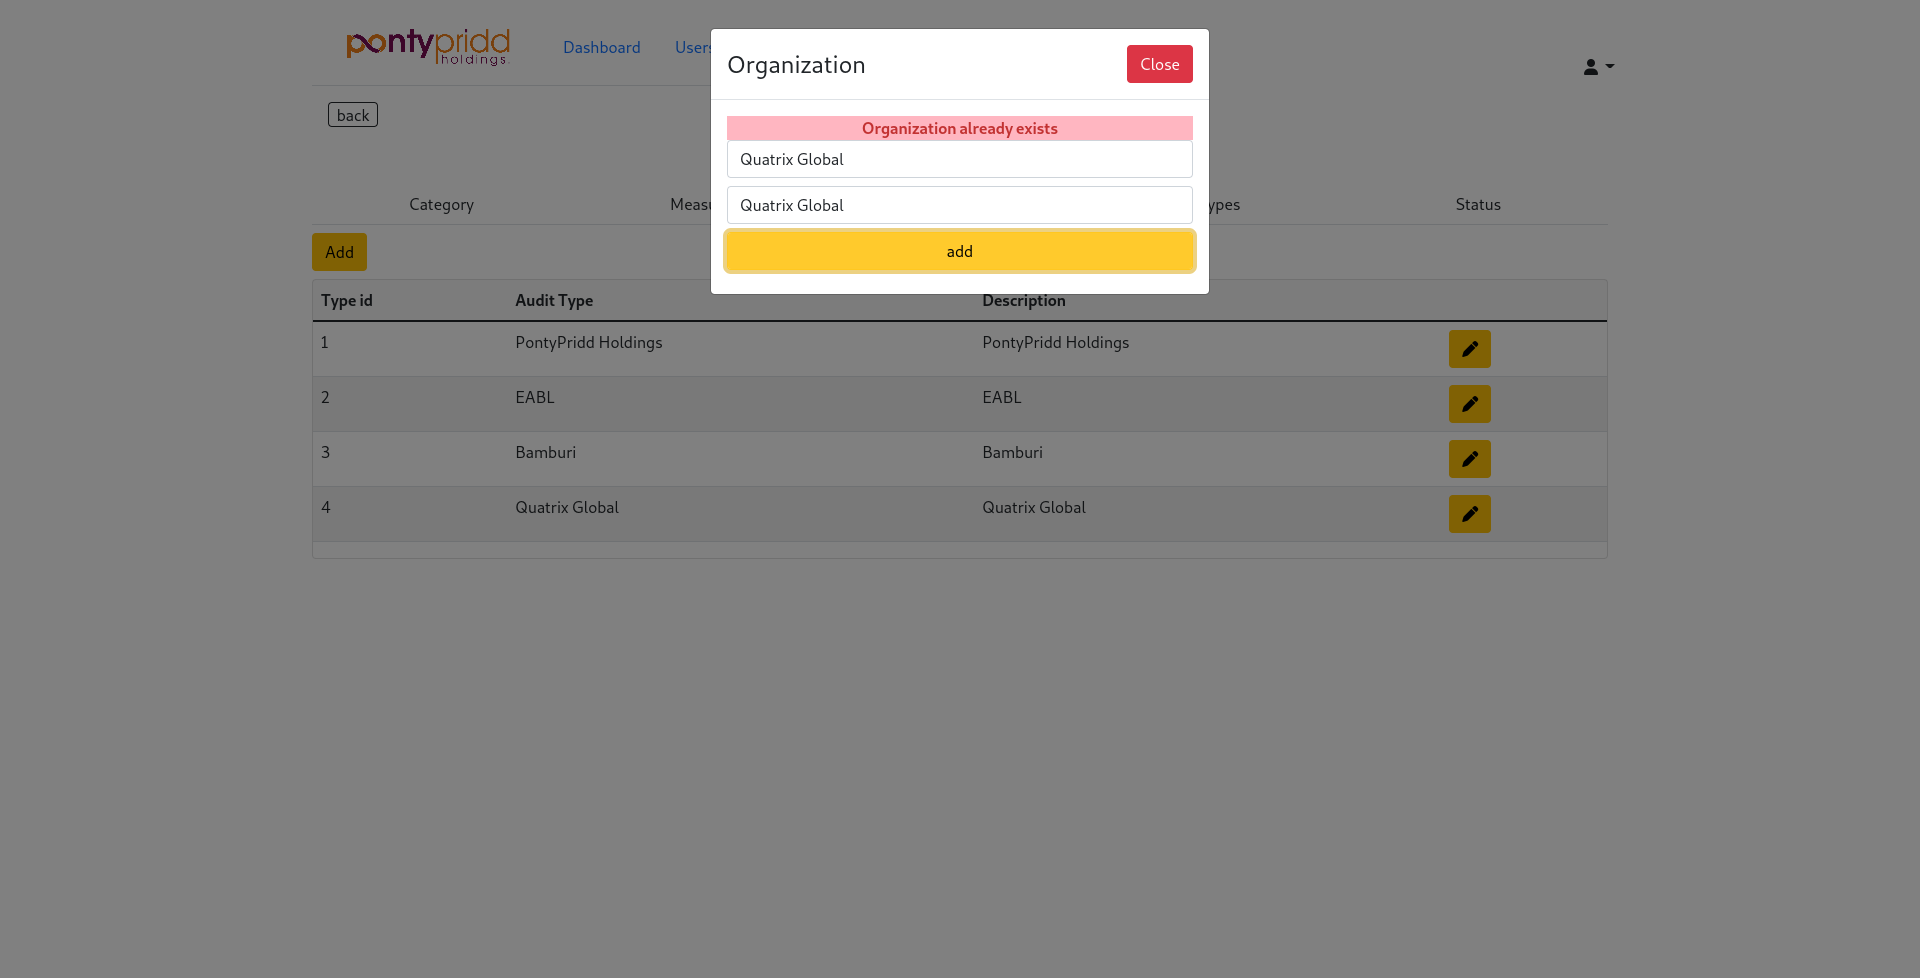 pontypridd
holdings
Dashboard
Users
Organization
Close
back
Organization already exists
Quatrix Global
Quatrix Global
add
Category
Status
Add
Type id Audit Type Description
1 PontyPridd Holdings PontyPridd Holdings
2 EABL EABL
3 Bamburi Bamburi
4 Quatrix Global Quatrix Global